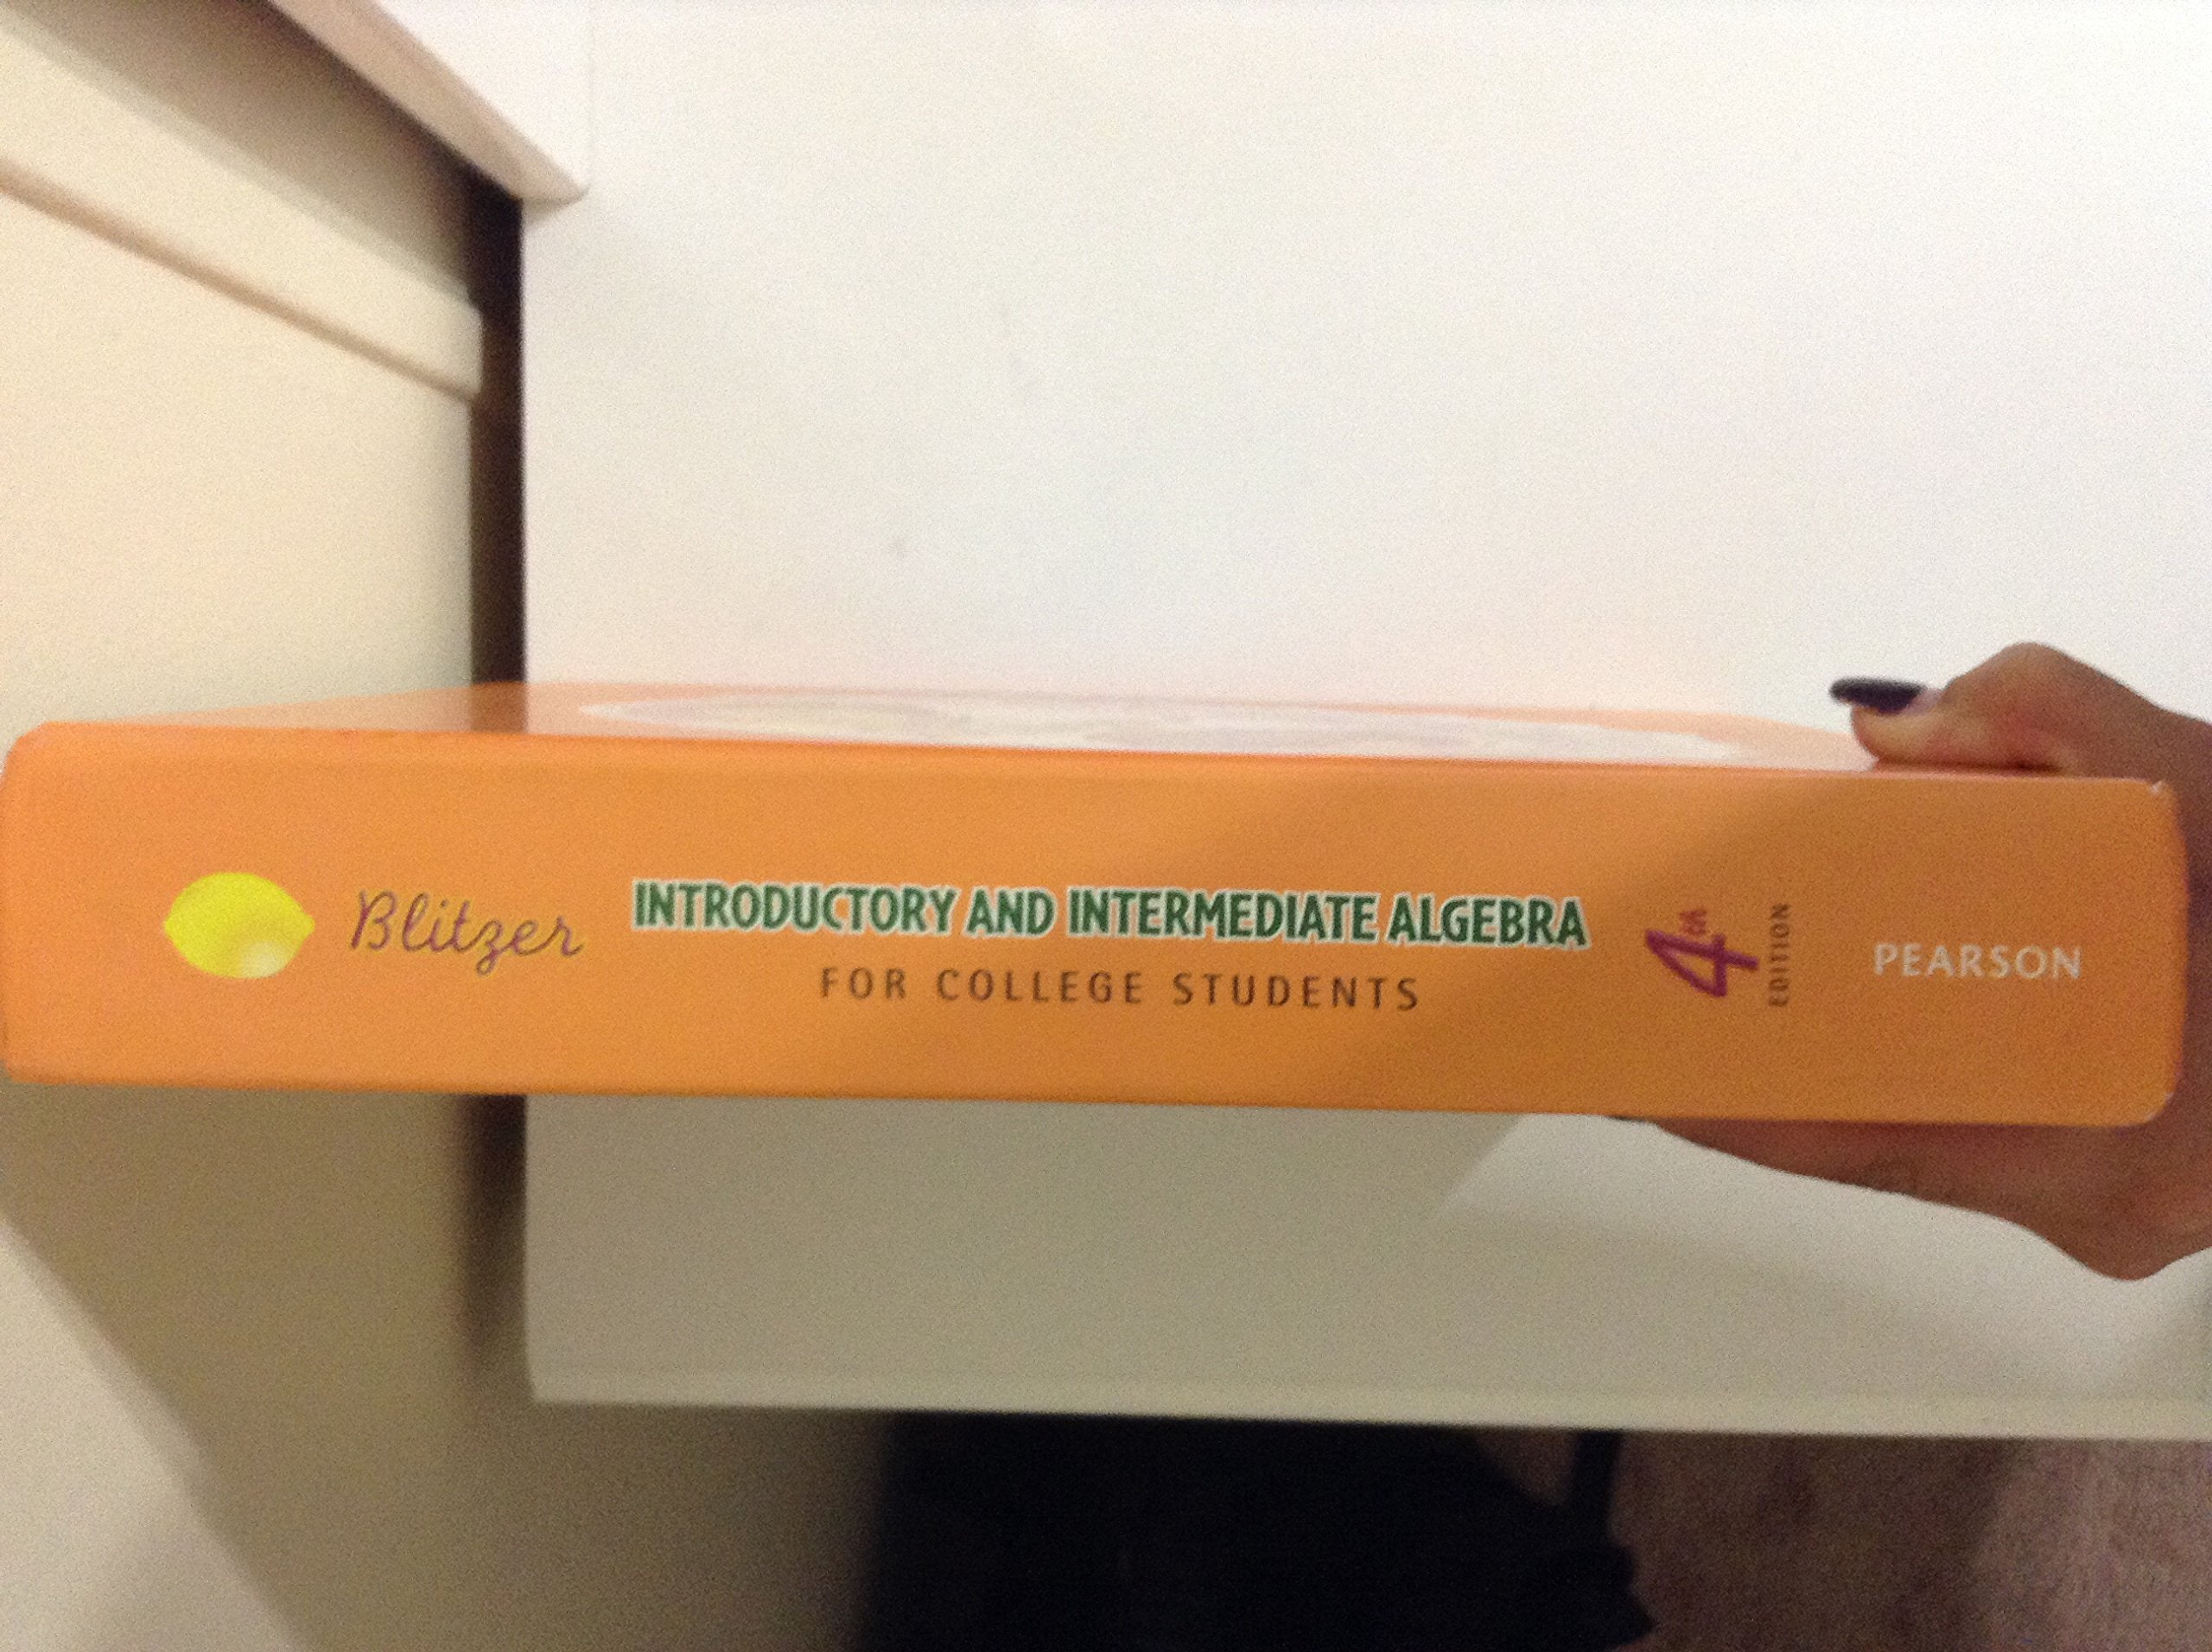 Blitzer
INTRODUCTORY AND INTERMEDIATE ALGEBRA
FOR COLLEGE STUDENTS
4th
EDITION
PEARSON